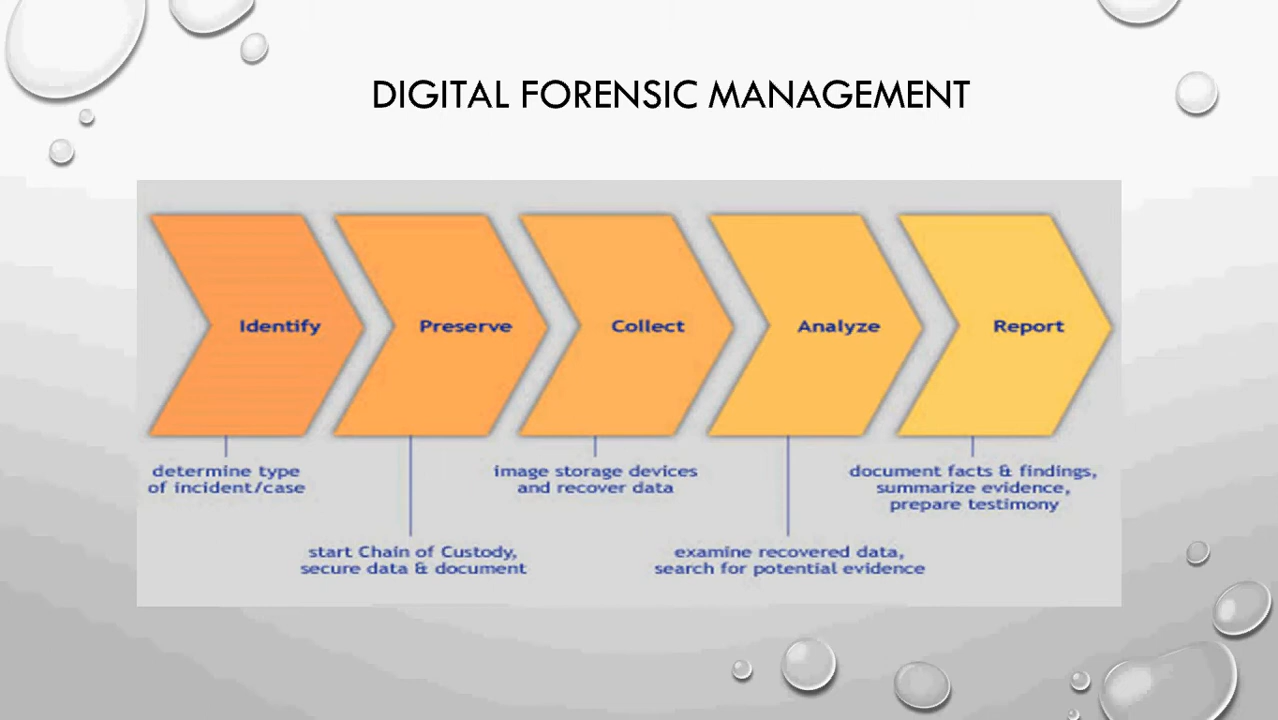 DIGITAL FORENSIC MANAGEMENT
Identify
Preserve
Collect
Analyze
Report
determine type
of incident/case
start Chain of Custody,
secure data & document
image storage devices
and recover data
examine recovered data,
search for potential evidence
document facts & findings,
summarize evidence,
prepare testimony